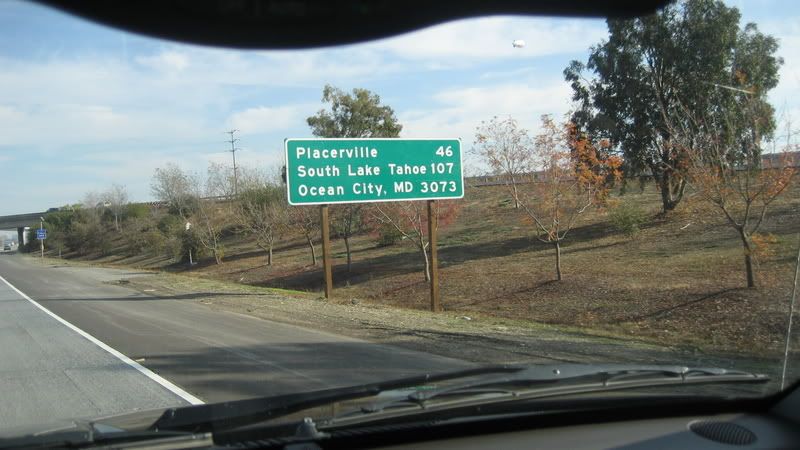 Placerville 46
South Lake Tahoe 107
Ocean City, MD 3073